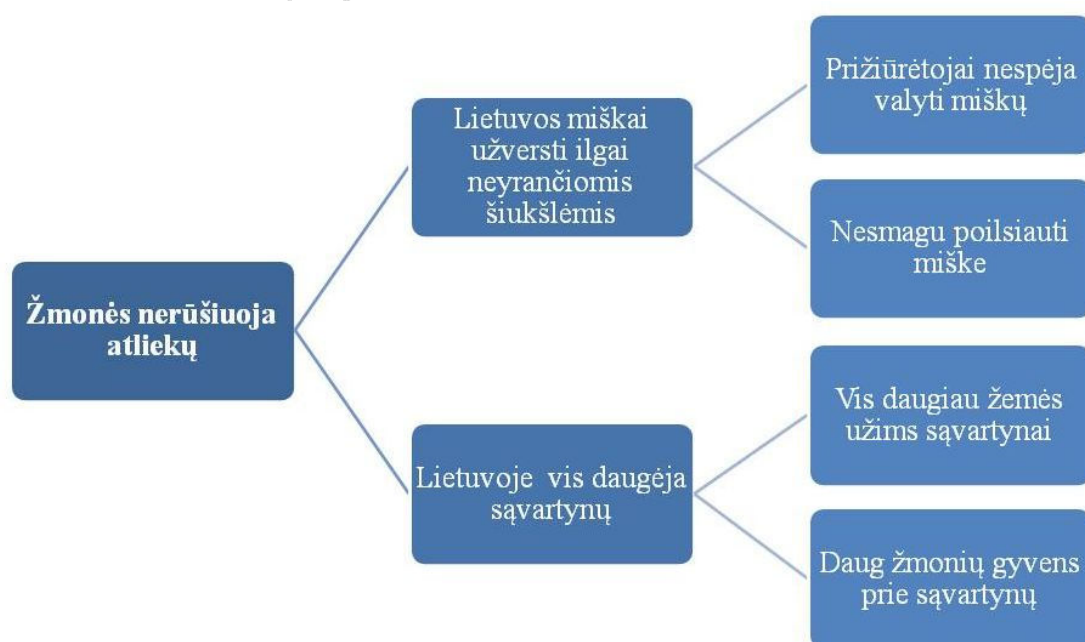 Žmonės nerūšiuoja
atliekų
Lietuvos miškai
užversti ilgai
neyrančiomis
šiukšlėmis
Prižiūrėtojai nespėja
valyti miškų
Nesmagu poilsiauti
miške
Lietuvoje vis daugėja
sąvartynų
Vis daugiau žemės
užims sąvartynai
Daug žmonių gyvens
prie sąvartynų